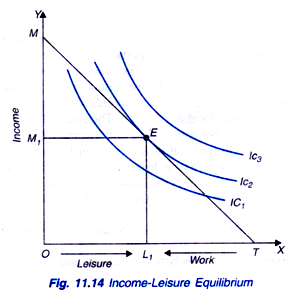 Y
M
Income
M1
E
Ic3
Ic2
IC1
O
L1
T
X
Leisure
Work
Fig. 11.14 Income-Leisure Equilibrium